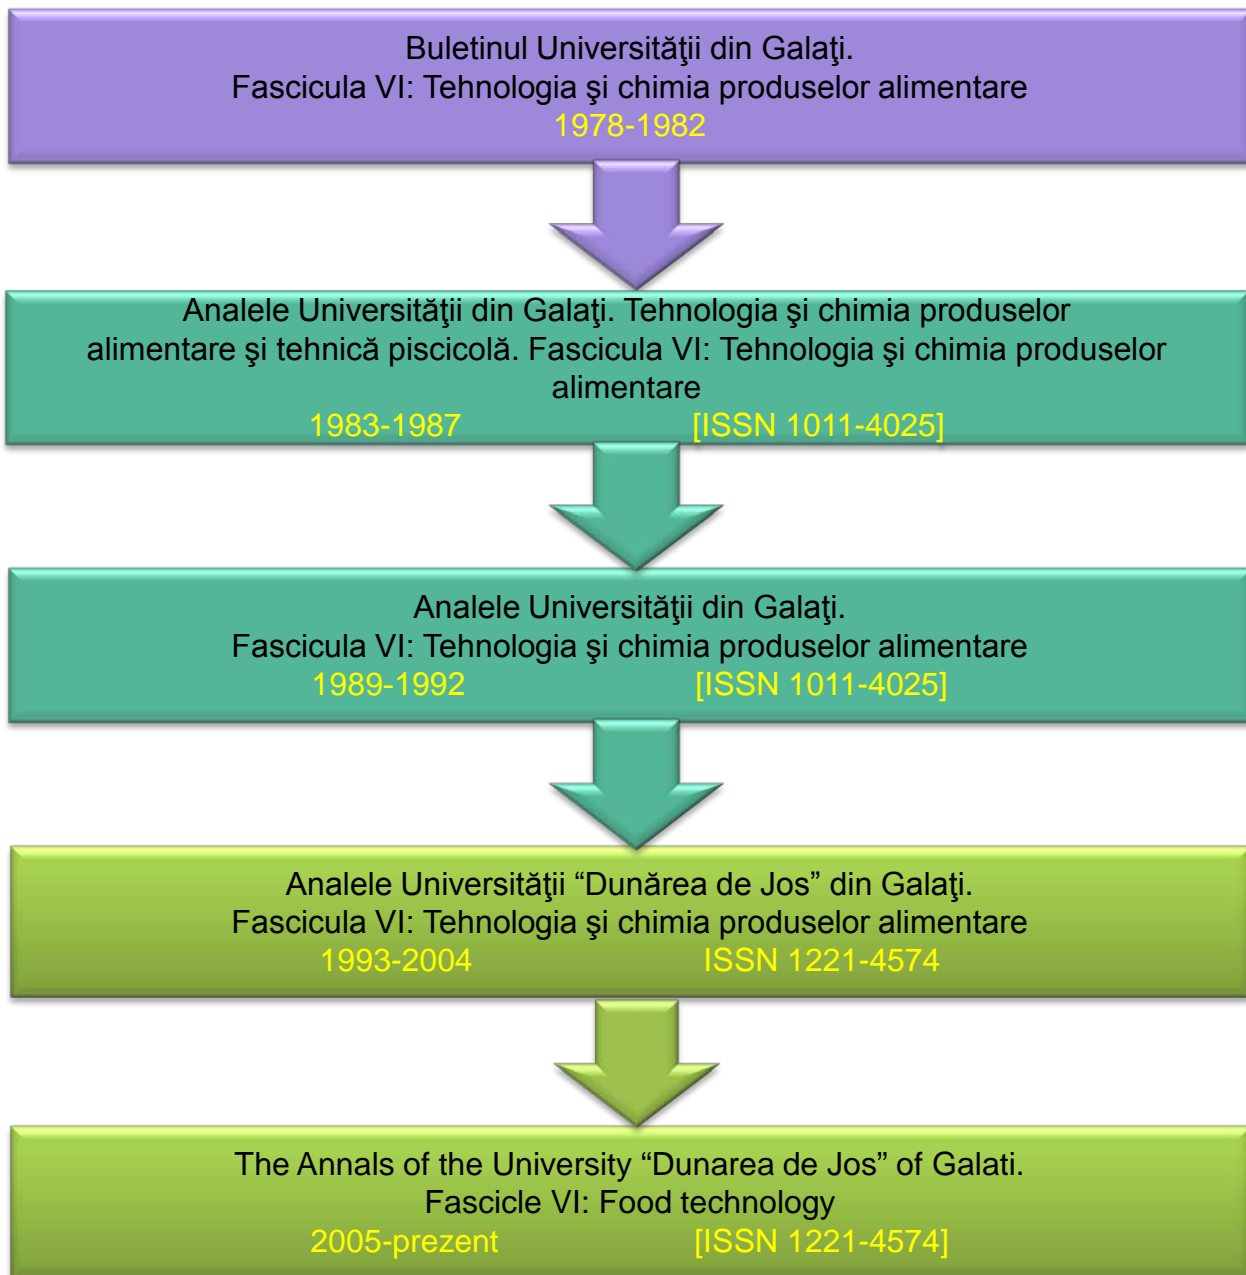 Buletinul Universităţii din Galaţi.
Fascicula VI: Tehnologia şi chimia produselor alimentare
1978-1982
Analele Universităţii din Galaţi. Tehnologia şi chimia produselor
alimentare şi tehnică piscicolă. Fascicula VI: Tehnologia şi chimia produselor
alimentare
1983-1987 [ISSN 1011-4025]
Analele Universităţii din Galaţi.
Fascicula VI: Tehnologia şi chimia produselor alimentare
1989-1992 [ISSN 1011-4025]
Analele Universităţii “Dunărea de Jos” din Galaţi.
Fascicula VI: Tehnologia şi chimia produselor alimentare
1993-2004 ISSN 1221-4574
The Annals of the University “Dunarea de Jos” of Galati.
Fascicle VI: Food technology
2005-prezent [ISSN 1221-4574]